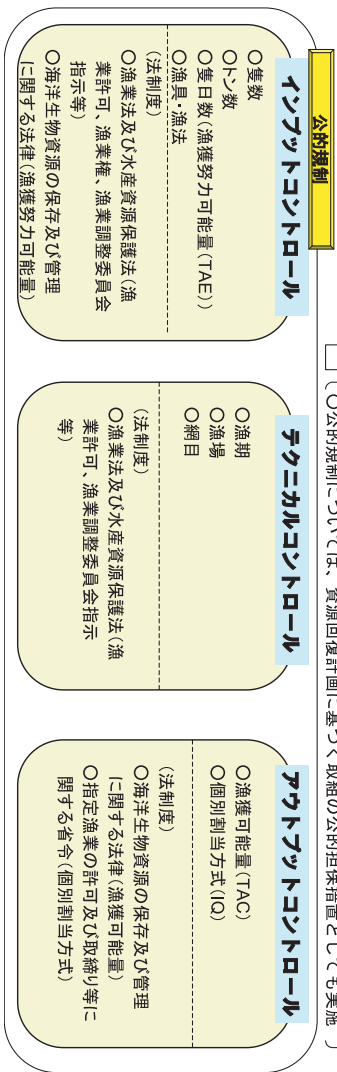 （○公的規制については、資源回復計画に基づく取組の公的担保措置としても実施）
公的規制
インプットコントロール
○隻数
○トン数
○隻日数（漁獲努力可能量（TAE））
○漁具・漁法
（法制度）
○漁業法及び水産資源保護法（漁
業許可、漁業権、漁業調整委員会
指示等）
○海洋生物資源の保存及び管理
に関する法律（漁獲努力可能量）
テクニカルコントロール
○漁期
○漁場
○網目
（法制度）
○漁業法及び水産資源保護法（漁
業許可、漁業調整委員会指示
等）
アウトプットコントロール
○漁獲可能量（TAC）
○個別割当方式（IQ）
（法制度）
○海洋生物資源の保存及び管理
に関する法律（漁獲可能量）
○指定漁業の許可及び取締り等に
関する省令（個別割当方式）